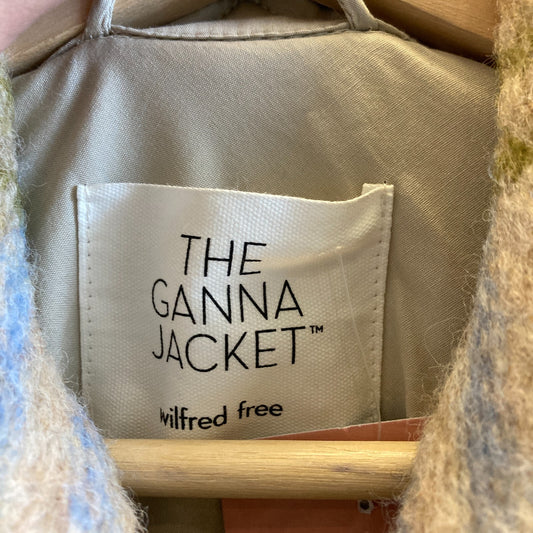 THE
GANNA
JACKET™
wilfred free